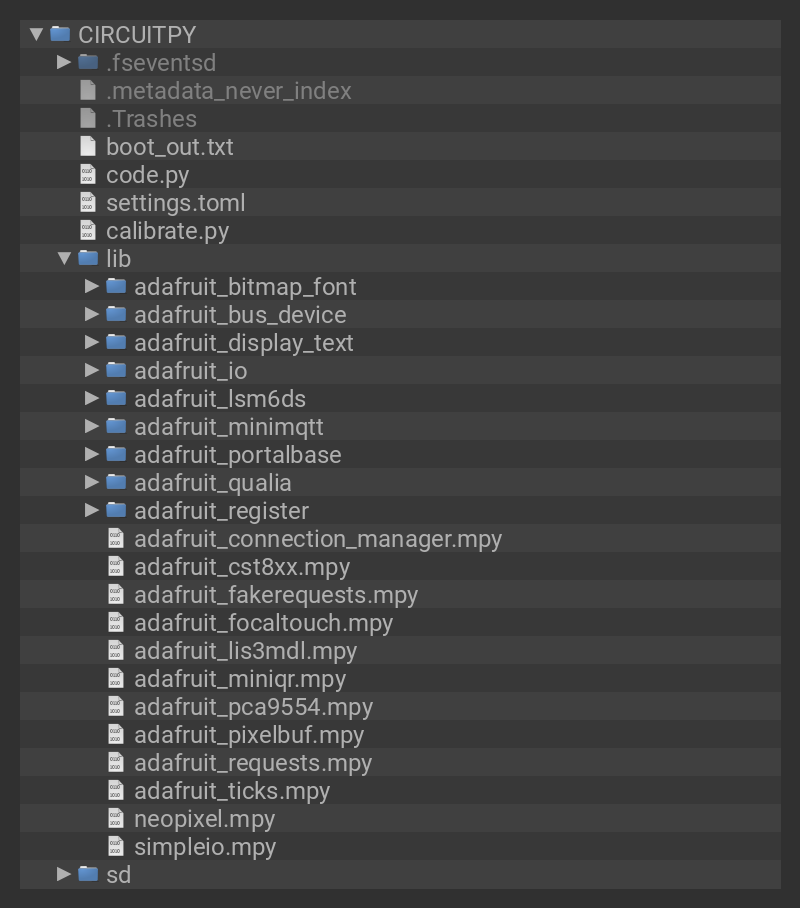 CIRCUITPY
.fseventsd
.metadata_never_index
.Trashes
boot_out.txt
code.py
settings.toml
calibrate.py
lib
adafruit_bitmap_font
adafruit_bus_device
adafruit_display_text
adafruit_io
adafruit_lsm6ds
adafruit_minimqtt
adafruit_portalbase
adafruit_qualia
adafruit_register
adafruit_connection_manager.mpy
adafruit_cst8xx.mpy
adafruit_fakerequests.mpy
adafruit_focaltouch.mpy
adafruit_lis3mdl.mpy
adafruit_miniqr.mpy
adafruit_pca9554.mpy
adafruit_pixelbuf.mpy
adafruit_requests.mpy
adafruit_ticks.mpy
neopixel.mpy
simpleio.mpy
sd